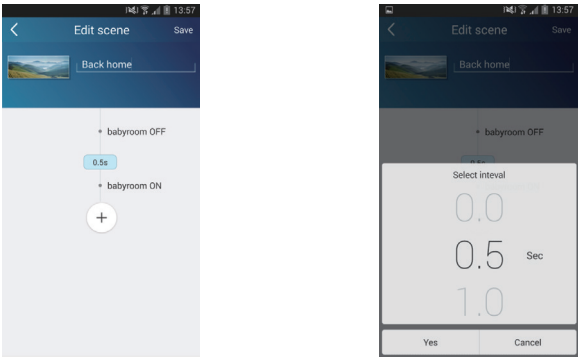 13:57
Edit scene
Save
Back home
babyroom OFF
0.5s
babyroom ON
+
13:57
Edit scene
Save
Back home
babyroom OFF
Select inteval
0.0
0.5 Sec
1.0
Yes
Cancel